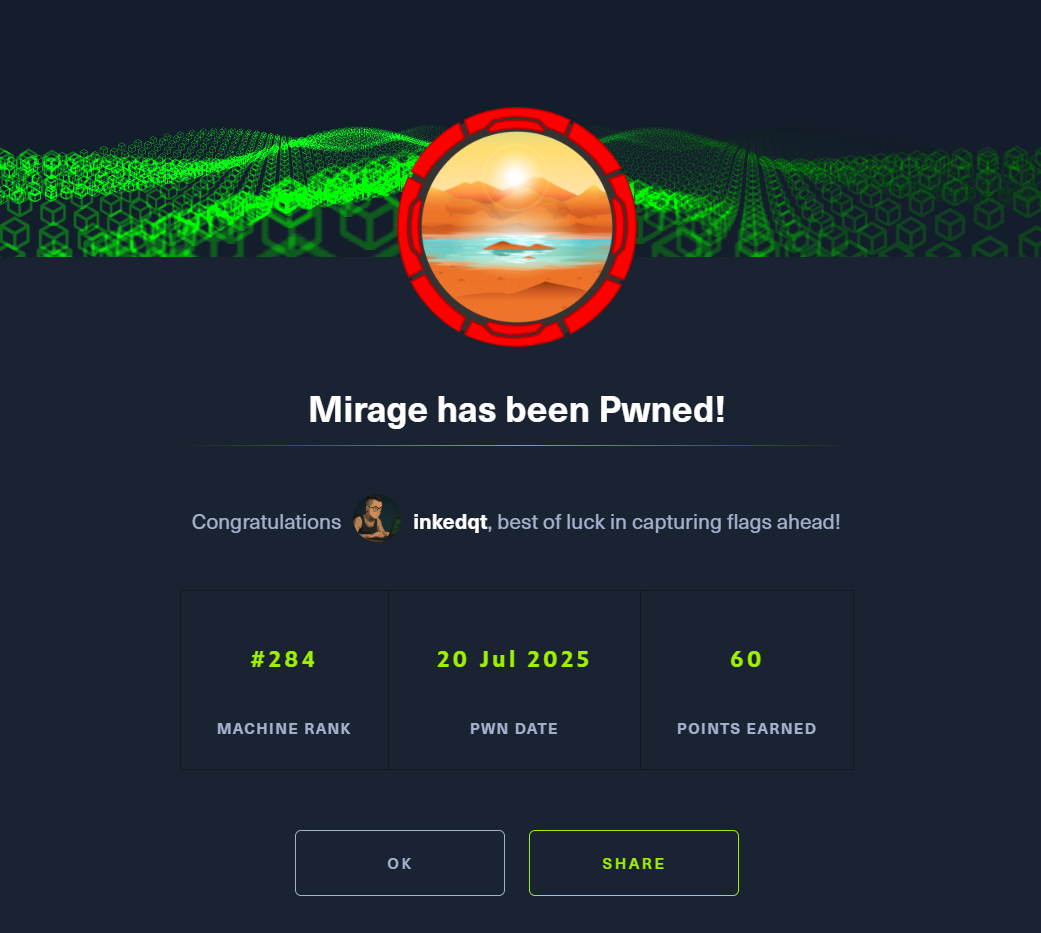 Mirage has been Pwned!
Congratulations inkedqt, best of luck in capturing flags ahead!
#284
20 Jul 2025
60
MACHINE RANK
PWN DATE
POINTS EARNED
OK
SHARE